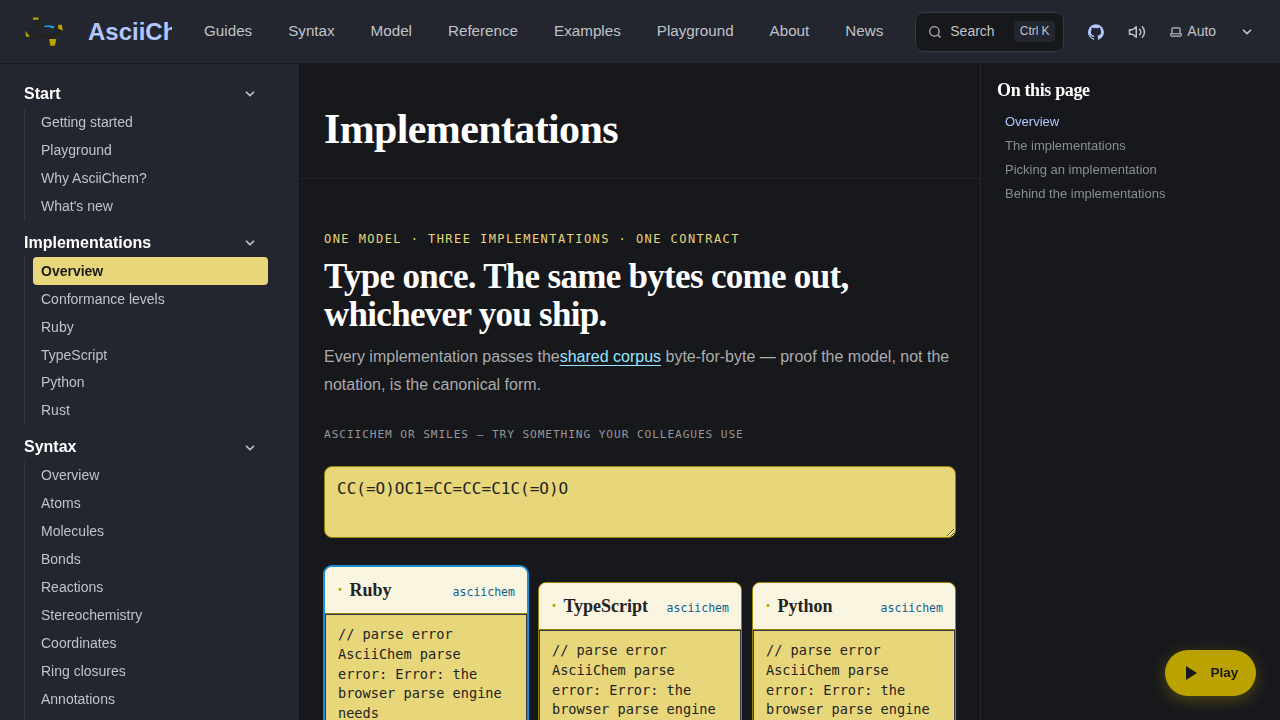 AsciiCh
Guides
Syntax
Model
Reference
Examples
Playground
About
News
Search
Ctrl K
Auto
Start
Getting started
Playground
Why AsciiChem?
What's new
Implementations
Overview
Conformance levels
Ruby
TypeScript
Python
Rust
Syntax
Overview
Atoms
Molecules
Bonds
Reactions
Stereochemistry
Coordinates
Ring closures
Annotations
Implementations
ONE MODEL · THREE IMPLEMENTATIONS · ONE CONTRACT
Type once. The same bytes come out,
whichever you ship.
Every implementation passes theshared corpus byte-for-byte — proof the model, not the
notation, is the canonical form.
ASCIICHEM OR SMILES — TRY SOMETHING YOUR COLLEAGUES USE
CC(=O)OC1=CC=CC=C1C(=O)O
· Ruby
asciichem
// parse error
AsciiChem parse
error: Error: the
browser parse engine
needs
· TypeScript
asciichem
// parse error
AsciiChem parse
error: Error: the
browser parse engine
· Python
asciichem
// parse error
AsciiChem parse
error: Error: the
browser parse engine
On this page
Overview
The implementations
Picking an implementation
Behind the implementations
Play